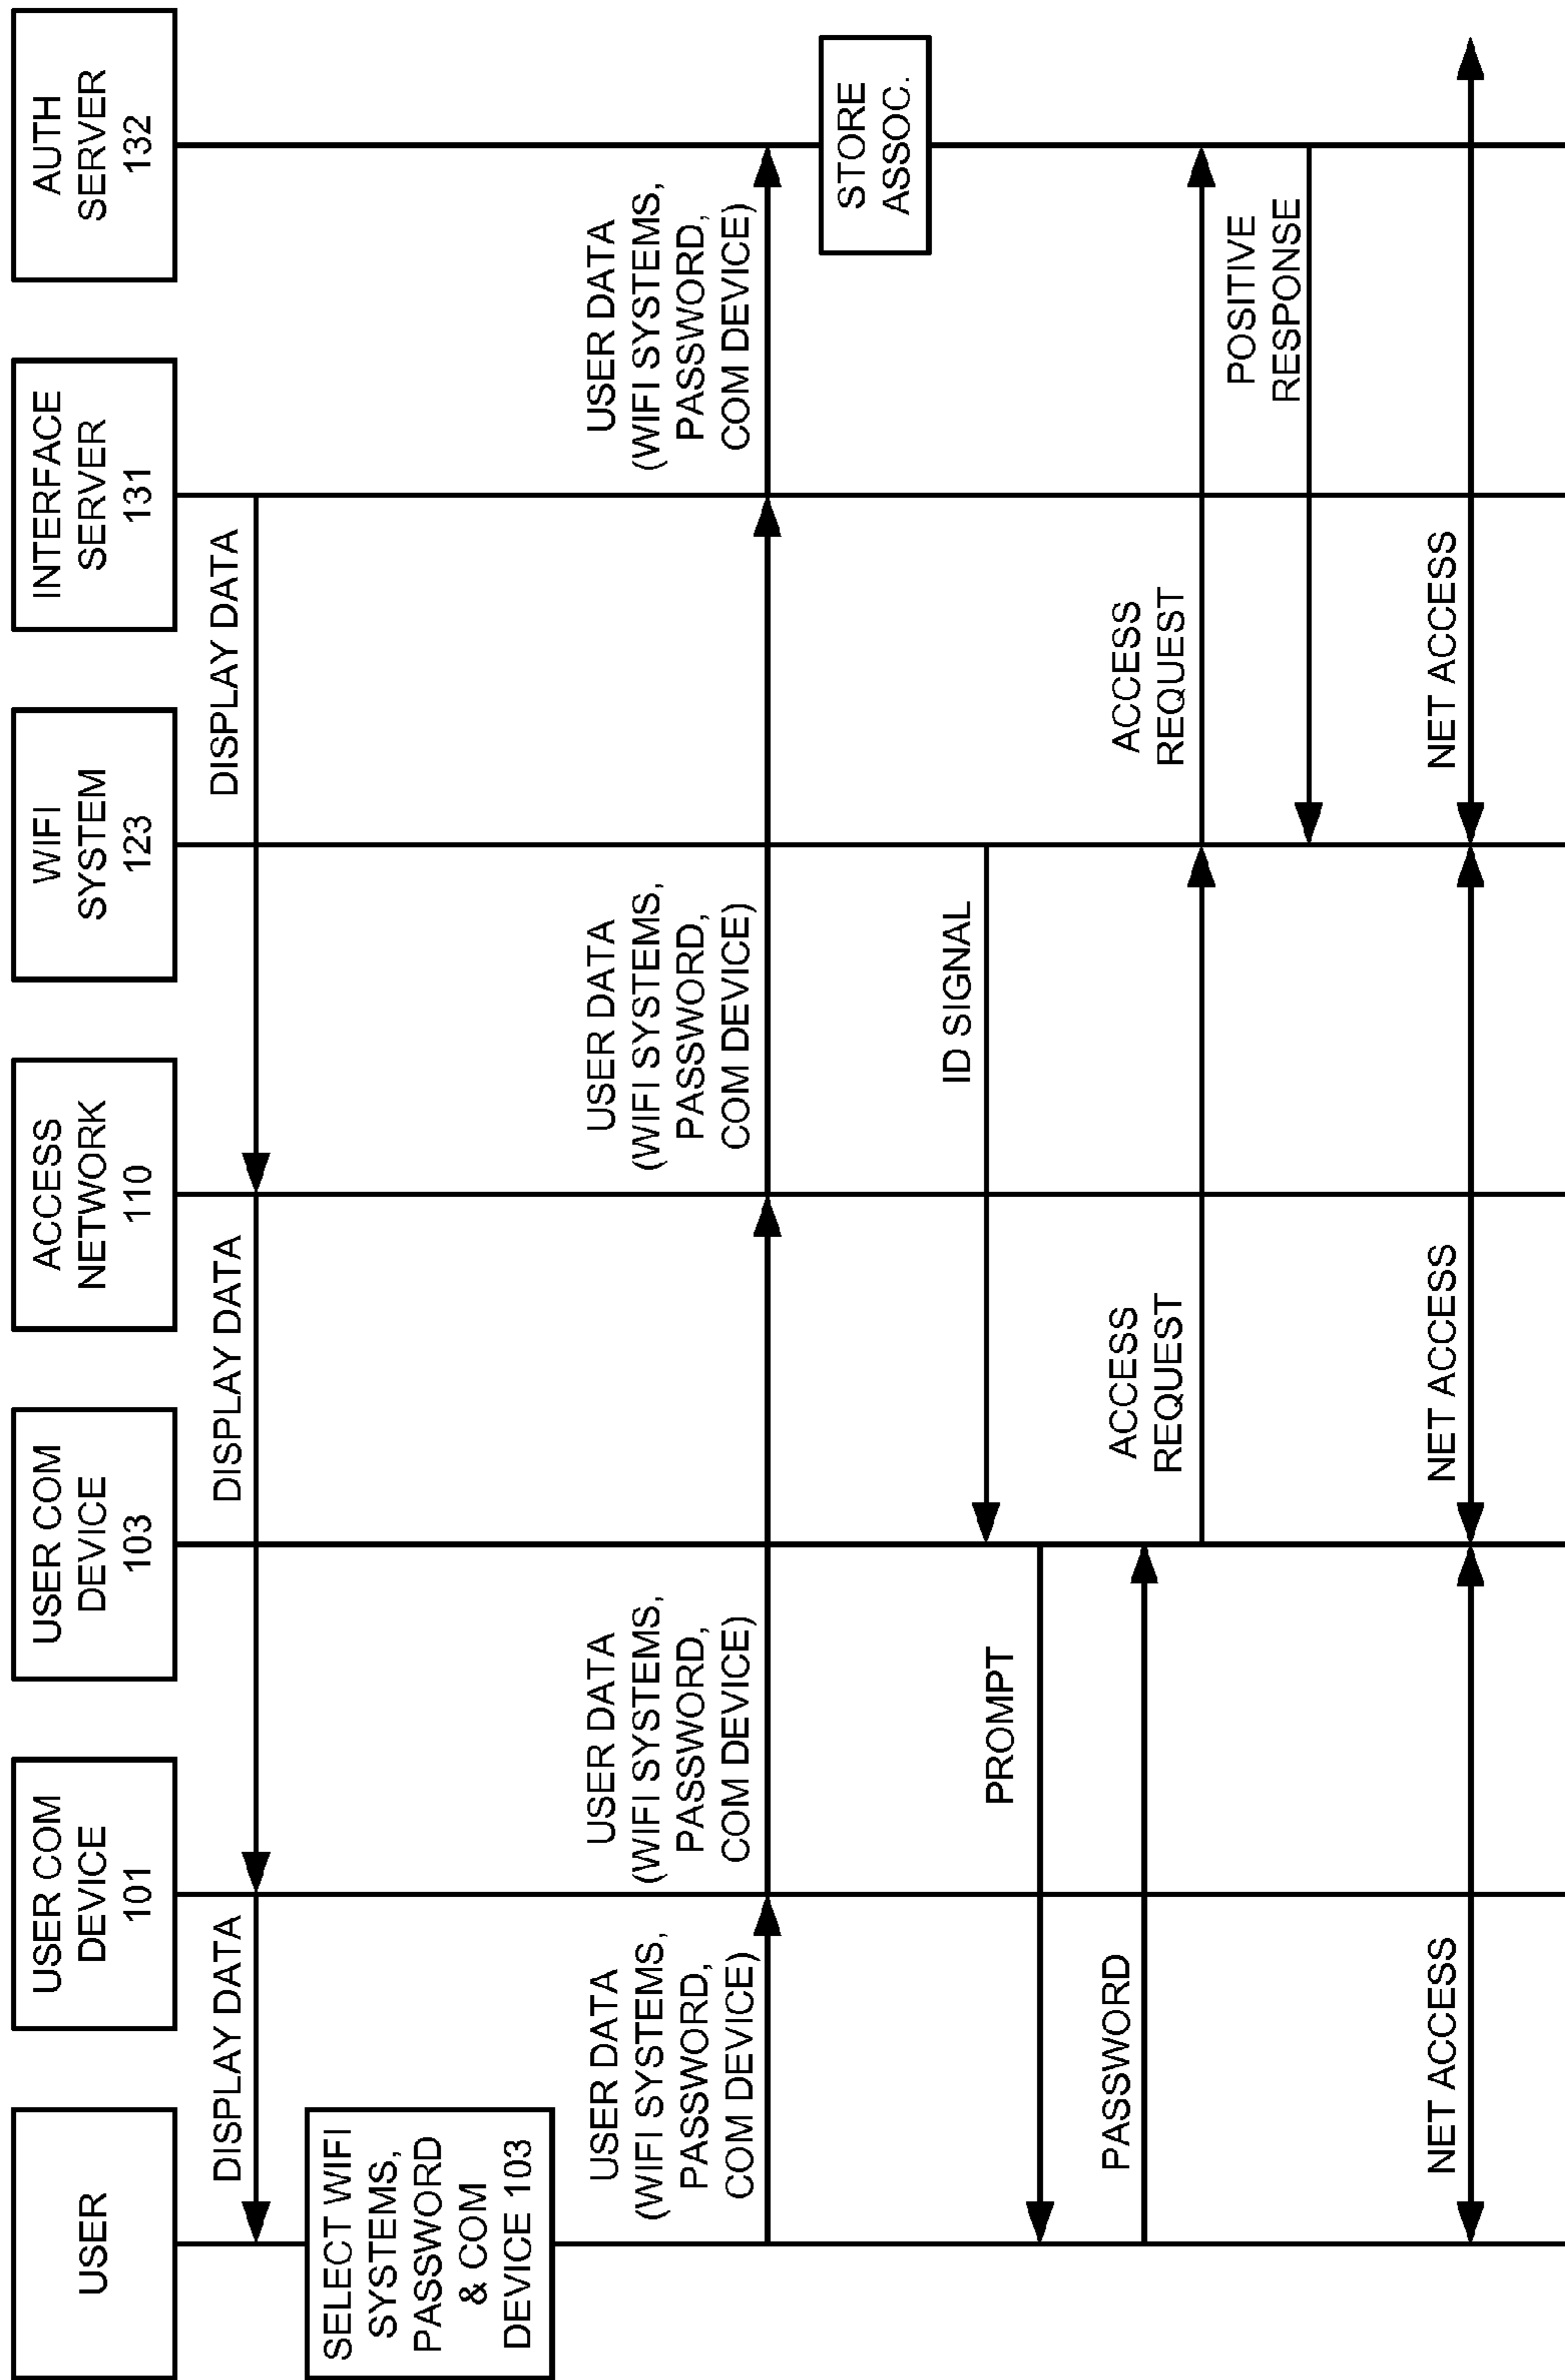 USER
USER COM
DEVICE
101
USER COM
DEVICE
103
ACCESS
NETWORK
110
WIFI
SYSTEM
123
INTERFACE
SERVER
131
AUTH
SERVER
132
DISPLAY DATA
DISPLAY DATA
DISPLAY DATA
SELECT WIFI
SYSTEMS,
PASSWORD
& COM
DEVICE 103
USER DATA
(WIFI SYSTEMS,
PASSWORD,
COM DEVICE)
USER DATA
(WIFI SYSTEMS,
PASSWORD,
COM DEVICE)
USER DATA
(WIFI SYSTEMS,
PASSWORD,
COM DEVICE)
USER DATA
(WIFI SYSTEMS,
PASSWORD,
COM DEVICE)
STORE
ASSOC.
ID SIGNAL
PROMPT
PASSWORD
ACCESS
REQUEST
ACCESS
REQUEST
POSITIVE
RESPONSE
NET ACCESS
NET ACCESS
NET ACCESS